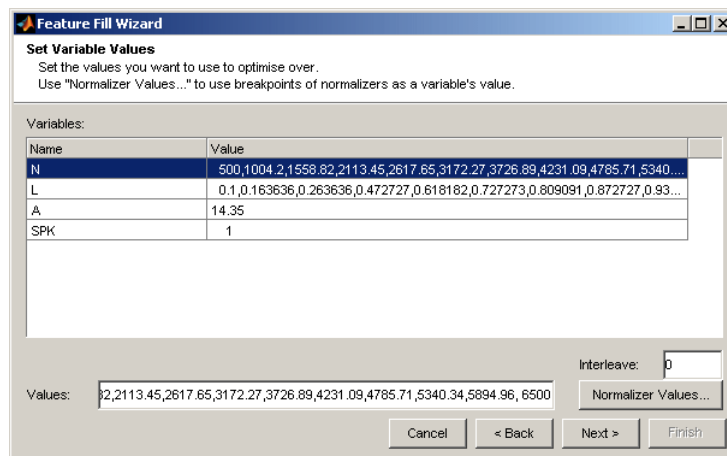 Feature Fill Wizard
Set Variable Values
Set the values you want to use to optimise over.
Use "Normalizer Values..." to use breakpoints of normalizers as a variable's value.
Variables:
Name Value
N 500,1004.2,1558.82,2113.45,2617.65,3172.27,3726.89,4231.09,4785.71,5340....
L 0.1,0.163636,0.263636,0.472727,0.618182,0.727273,0.809091,0.872727,0.93...
A 14.35
SPK 1
Interleave: 0
Values: 32,2113.45,2617.65,3172.27,3726.89,4231.09,4785.71,5340.34,5894.96, 6500 Normalizer Values...
Cancel < Back Next > Finish